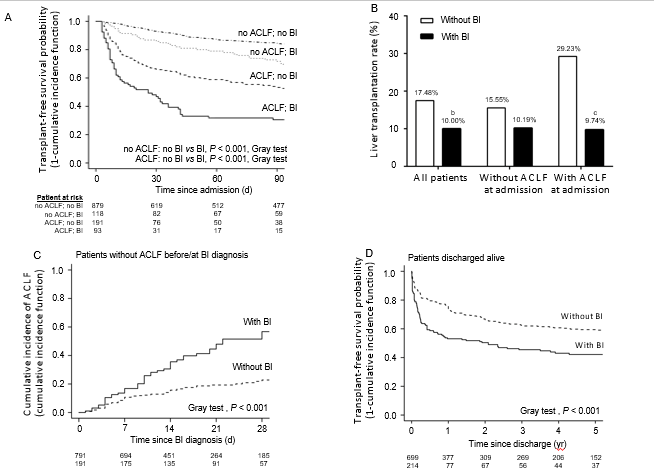 A
Transplant-free survival probability
(1-cumulative incidence function)
1.0
0.8
0.6
0.4
0.2
0.0
no ACLF; no BI
no ACLF; BI
ACLF; no BI
ACLF; BI
no ACLF: no BI vs BI, P < 0.001, Gray test
ACLF: no BI vs BI, P < 0.001, Gray test
0 30 60 90
Time since admission (d)
Patient at risk
no ACLF; no BI 879 619 512 477
no ACLF; BI 118 82 67 59
ACLF; no BI 191 76 50 38
ACLF; BI 93 31 17 15
B
Liver transplantation rate (%)
40
30
20
10
0
Without BI
With BI
17.48%
b
10.00%
15.55%
10.19%
29.23%
c
9.74%
All patients
Without ACLF
at admission
With ACLF
at admission
C
Patients without ACLF before/at BI diagnosis
Cumulative incidence of ACLF
(cumulative incidence function)
1.0
0.8
0.6
0.4
0.2
0.0
With BI
Without BI
Gray test , P < 0.001
0 7 14 21 28
Time since BI diagnosis (d)
791 694 451 264 185
191 175 135 91 57
D
Patients discharged alive
Transplant-free survival probability
(1-cumulative incidence function)
1.0
0.8
0.6
0.4
0.2
0.0
Without BI
With BI
Gray test , P < 0.001
0 1 2 3 4 5
Time since discharge (yr)
699 377 309 269 206 152
214 77 67 56 44 37